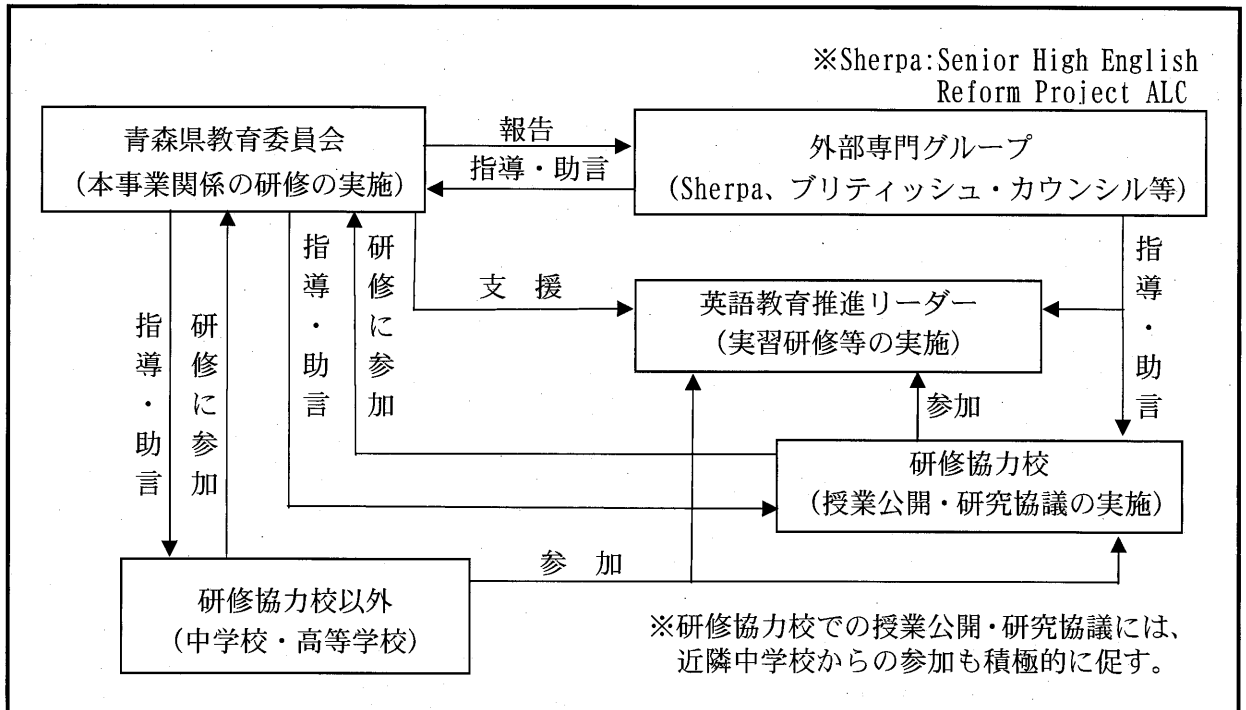 ※Sherpa:Senior High English
Reform Project ALC
青森県教育委員会
(本事業関係の研修の実施)
報告
指導・助言
外部専門グループ
(Sherpa、ブリティッシュ・カウンシル等)
指導・助言
研修に参加
指導・助言
研修に参加
支 援
英語教育推進リーダー
(実習研修等の実施)
指導・助言
参加
研修協力校
(授業公開・研究協議の実施)
参 加
研修協力校以外
(中学校・高等学校)
※研修協力校での授業公開・研究協議には、
近隣中学校からの参加も積極的に促す。